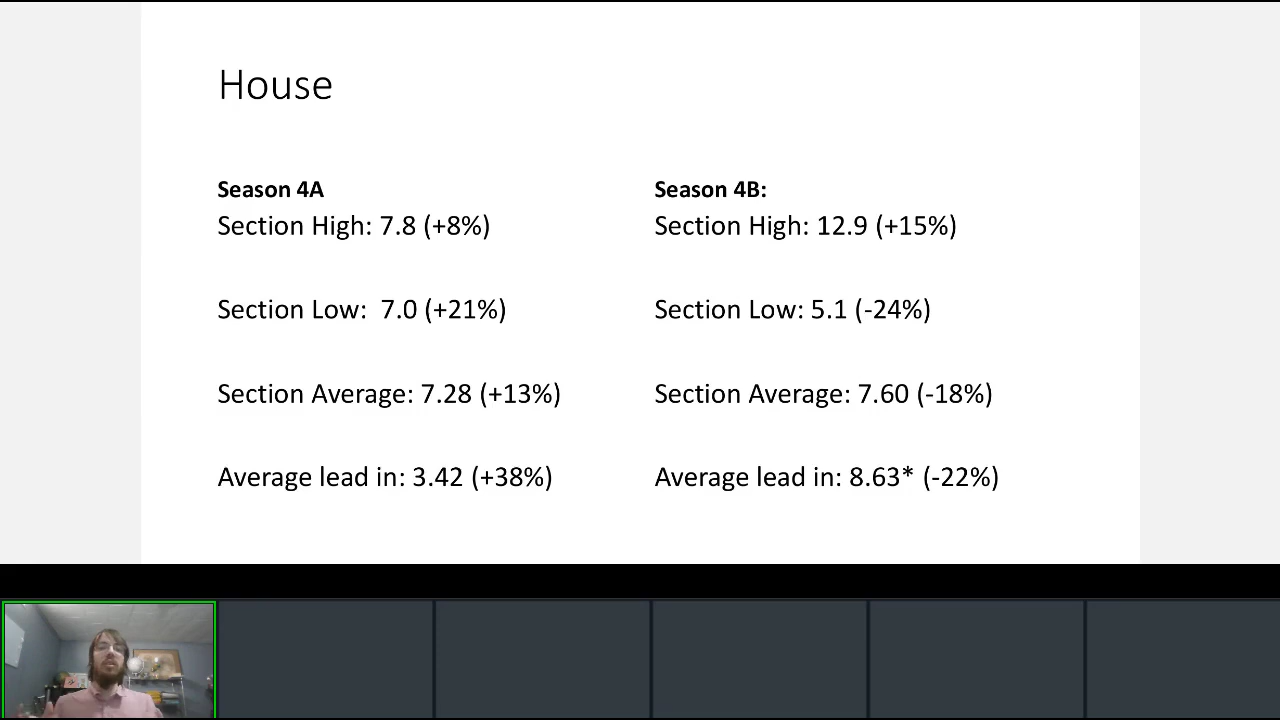 House
Season 4A
Section High: 7.8 (+8%)
Section Low:  7.0 (+21%)
Section Average: 7.28 (+13%)
Average lead in: 3.42 (+38%)
Season 4B:
Section High: 12.9 (+15%)
Section Low: 5.1 (-24%)
Section Average: 7.60 (-18%)
Average lead in: 8.63* (-22%)